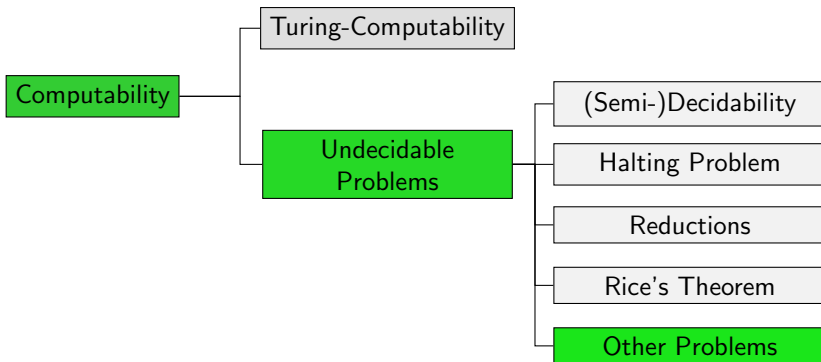 Turing-Computability
Computability
Undecidable
Problems
(Semi-)Decidability
Halting Problem
Reductions
Rice's Theorem
Other Problems